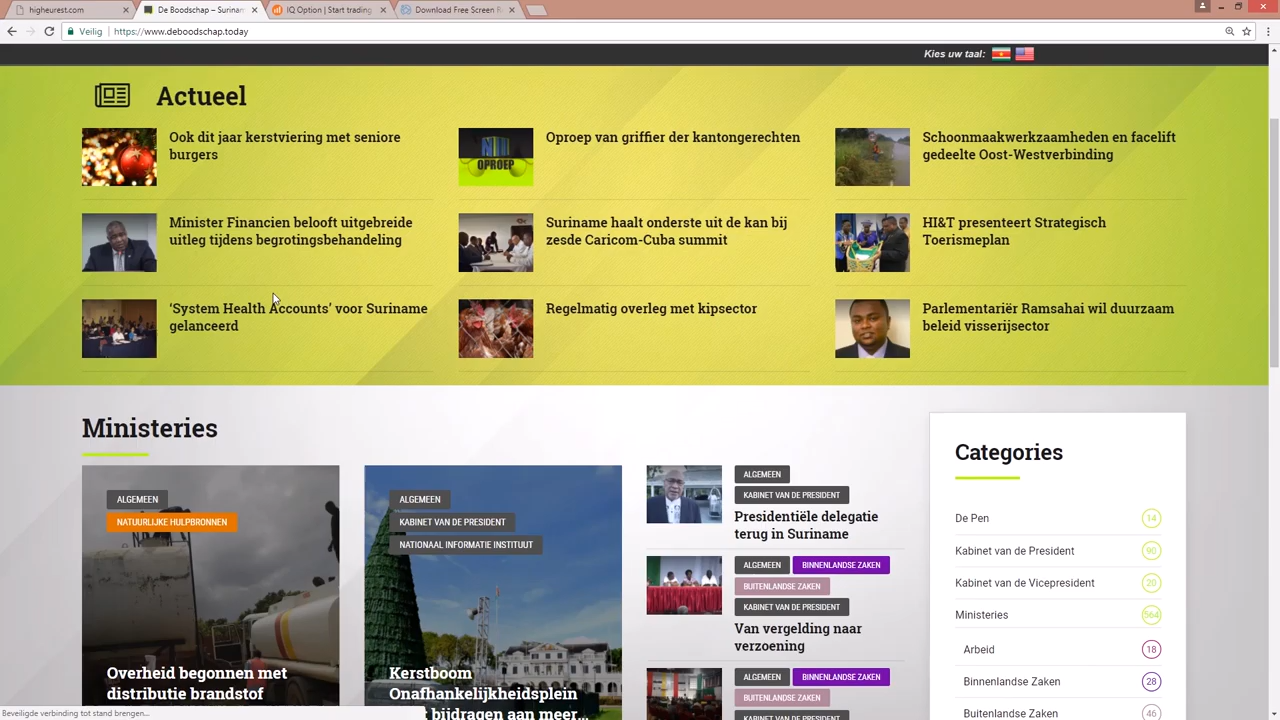 higheurest.com
De Boodschap – Surinam
IQ Option | Start trading
Download Free Screen R
Veilig
https://www.deboodschap.today
Kies uw taal:
Actueel
Ook dit jaar kerstviering met seniore
burgers
Oproep van griffier der kantongerechten
OPROEP
Schoonmaakwerkzaamheden en facelift
gedeelte Oost-Westverbinding
Minister Financien belooft uitgebreide
uitleg tijdens begrotingsbehandeling
Suriname haalt onderste uit de kan bij
zesde Caricom-Cuba summit
HI&T presenteert Strategisch
Toerismeplan
‘System Health Accounts’ voor Suriname
gelanceerd
Regelmatig overleg met kipsector
Parlementariër Ramsahai wil duurzaam
beleid visserijsector
Ministeries
ALGEMEEN
NATUURLIJKE HULPBRONNEN
Overheid begonnen met
distributie brandstof
ALGEMEEN
KABINET VAN DE PRESIDENT
NATIONAAL INFORMATIE INSTITUUT
Kerstboom
Onafhankelijkheidsplein
bijdragen aan meer...
ALGEMEEN
KABINET VAN DE PRESIDENT
Presidentiële delegatie
terug in Suriname
ALGEMEEN
BINNENLANDSE ZAKEN
BUITENLANDSE ZAKEN
KABINET VAN DE PRESIDENT
Van vergelding naar
verzoening
ALGEMEEN
BINNENLANDSE ZAKEN
BUITENLANDSE ZAKEN
KABINET VAN DE PRESIDENT
Categories
De Pen 14
Kabinet van de President 90
Kabinet van de Vicepresident 20
Ministeries 564
Arbeid 18
Binnenlandse Zaken 28
Buitenlandse Zaken 46
Beveiligde verbinding tot stand brengen...